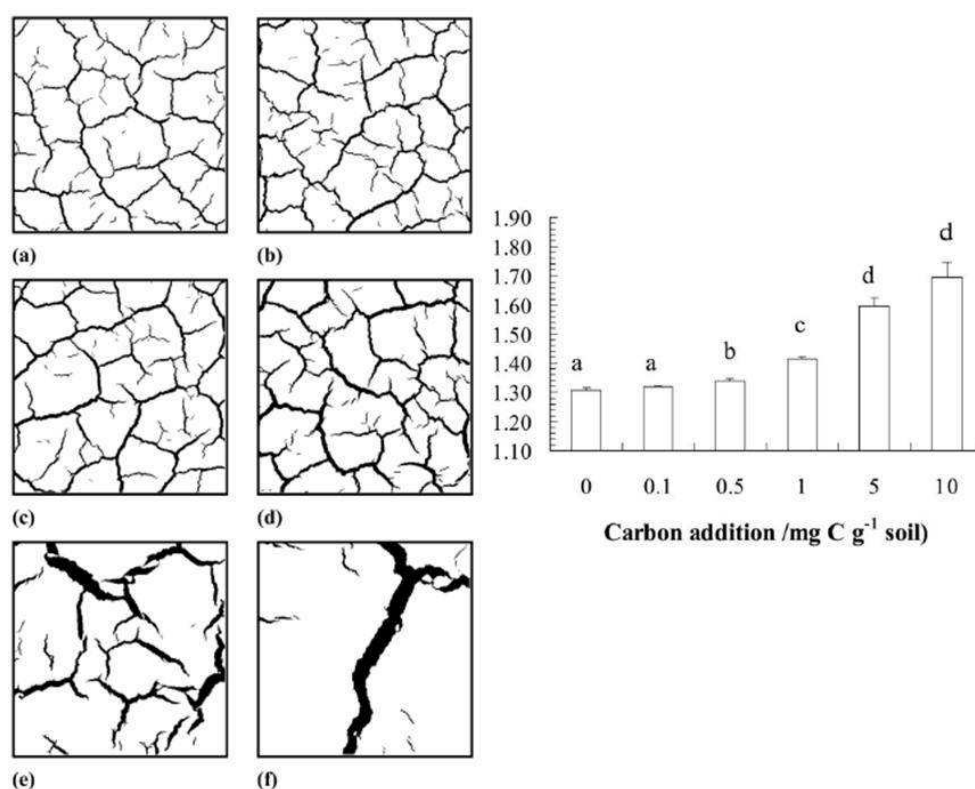 (a)
(b)
(c)
(d)
(e)
(f)
1.90
1.80
1.70
1.60
1.50
1.40
1.30
1.20
1.10
a
a
b
c
d
d
0 0.1 0.5 1 5 10
Carbon addition /mg C g⁻¹ soil)